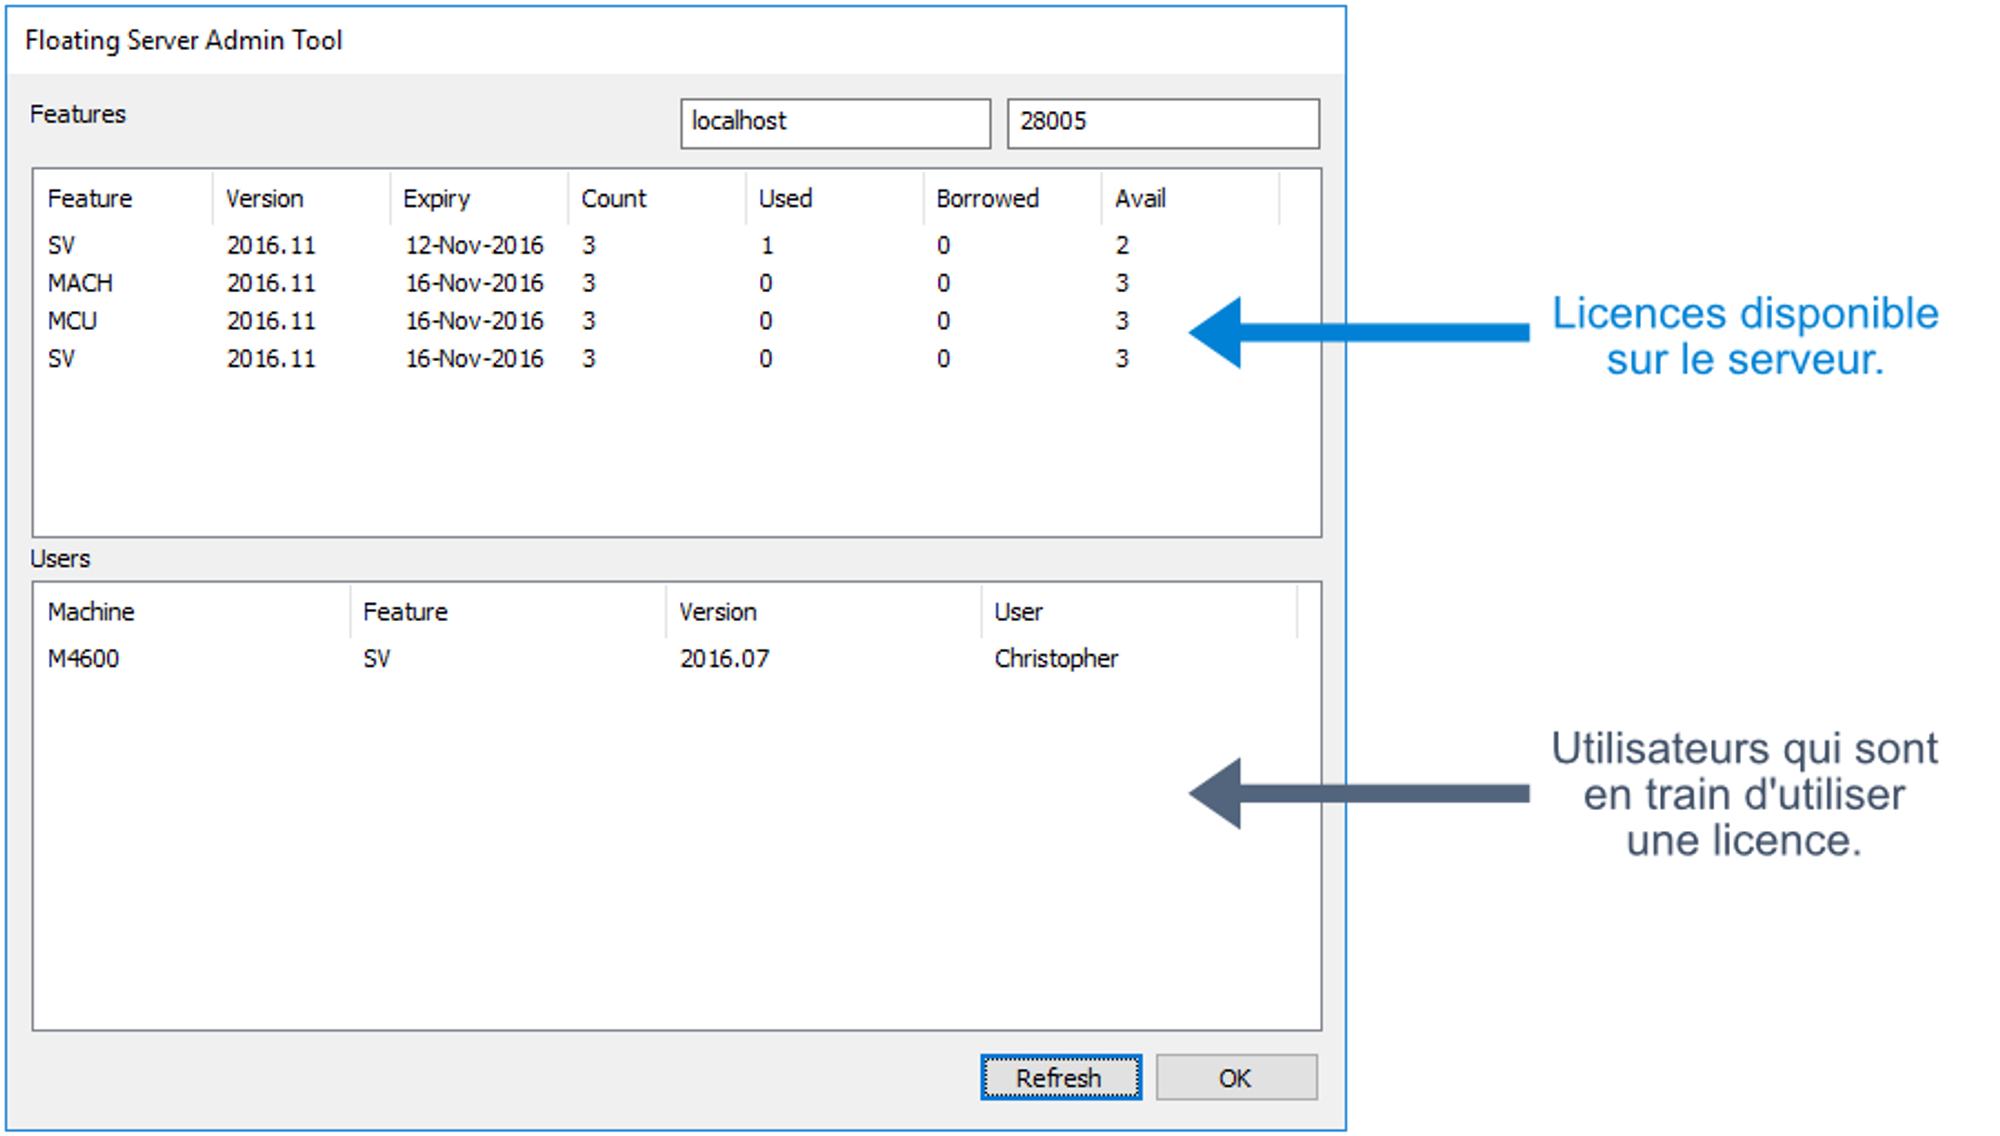 Floating Server Admin Tool
Features
localhost 28005
Feature Version Expiry Count Used Borrowed Avail
SV 2016.11 12-Nov-2016 3 1 0 2
MACH 2016.11 16-Nov-2016 3 0 0 3
MCU 2016.11 16-Nov-2016 3 0 0 3
SV 2016.11 16-Nov-2016 3 0 0 3
Licences disponible
sur le serveur.
Users
Machine Feature Version User
M4600 SV 2016.07 Christopher
Utilisateurs qui sont
en train d'utiliser
une licence.
Refresh OK